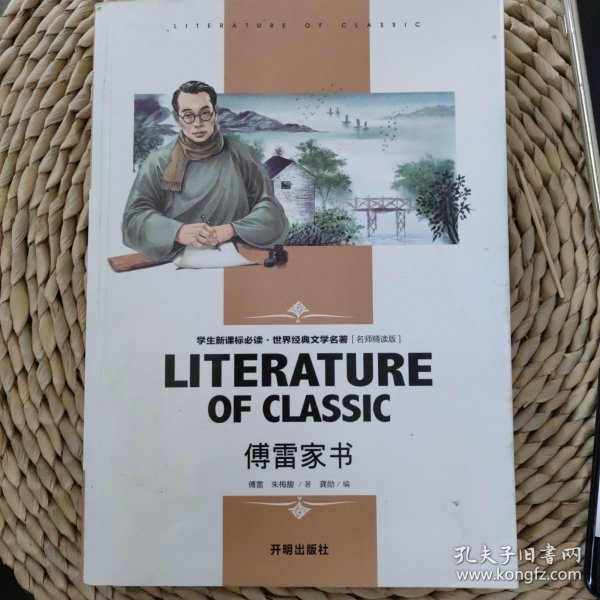 LITERATURE OF CLASSIC
学生新课标必读·世界经典文学名著[名师精读版]
LITERATURE
OF CLASSIC
傅雷家书
傅雷 朱梅馥/著 龚勋/编
开明出版社
孔夫子旧书网
www.kongfz.com